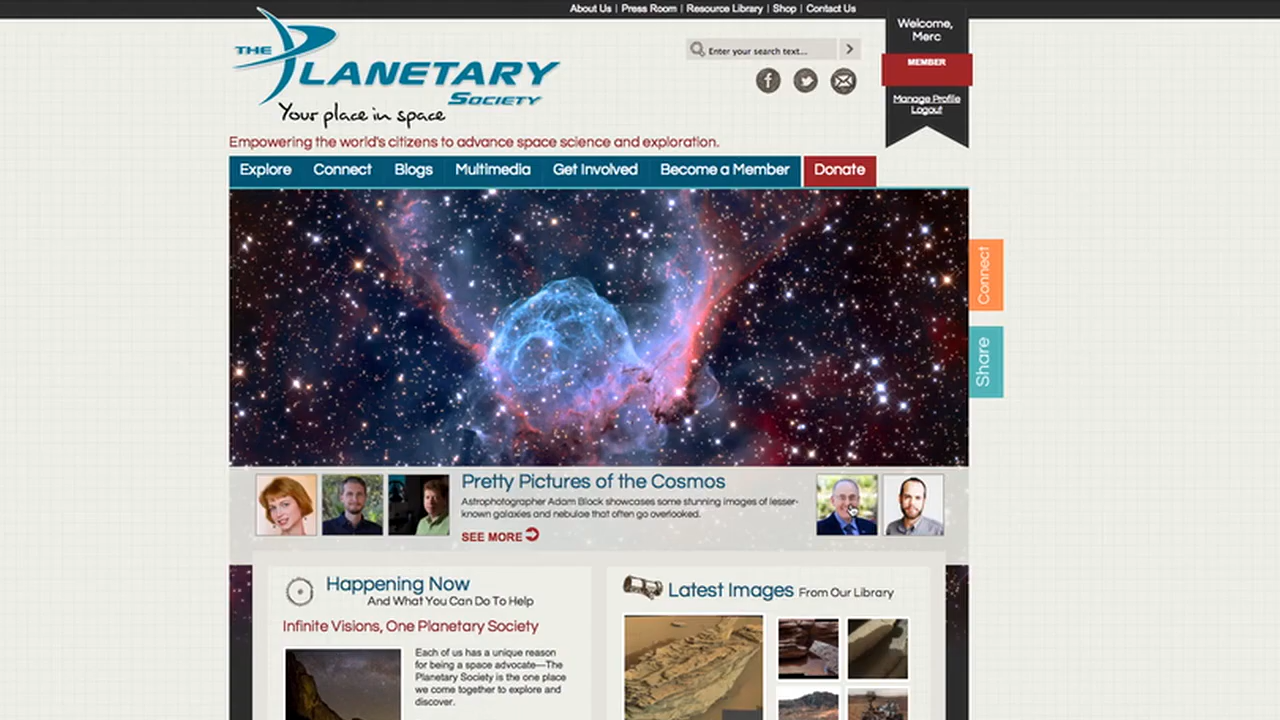 About Us | Press Room | Resource Library | Shop | Contact Us
THE PLANETARY SOCIETY
Your place in space
Enter your search text...
Welcome, Merc
MEMBER
Manage Profile
Logout
Empowering the world's citizens to advance space science and exploration.
Explore Connect Blogs Multimedia Get Involved Become a Member Donate
Connect
Share
Pretty Pictures of the Cosmos
Astrophotographer Adam Block showcases some stunning images of lesser-
known galaxies and nebulae that often go overlooked.
SEE MORE
Happening Now
And What You Can Do To Help
Infinite Visions, One Planetary Society
Each of us has a unique reason
for being a space advocate—The
Planetary Society is the one place
we come together to explore and
discover.
Latest Images From Our Library